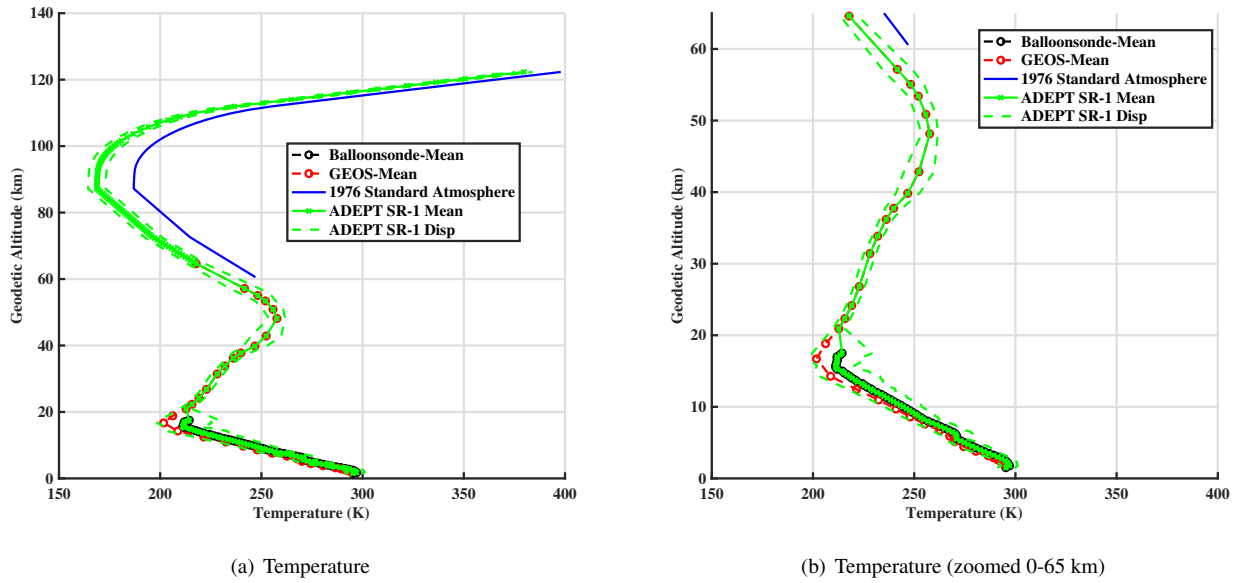 140
120
100
80
60
40
20
0
Geodetic Altitude (km)
Balloonsonde-Mean
GEOS-Mean
1976 Standard Atmosphere
ADEPT SR-1 Mean
ADEPT SR-1 Disp
150 200 250 300 350 400
Temperature (K)
(a) Temperature
60
50
40
30
20
10
0
Geodetic Altitude (km)
Balloonsonde-Mean
GEOS-Mean
1976 Standard Atmosphere
ADEPT SR-1 Mean
ADEPT SR-1 Disp
150 200 250 300 350 400
Temperature (K)
(b) Temperature (zoomed 0-65 km)